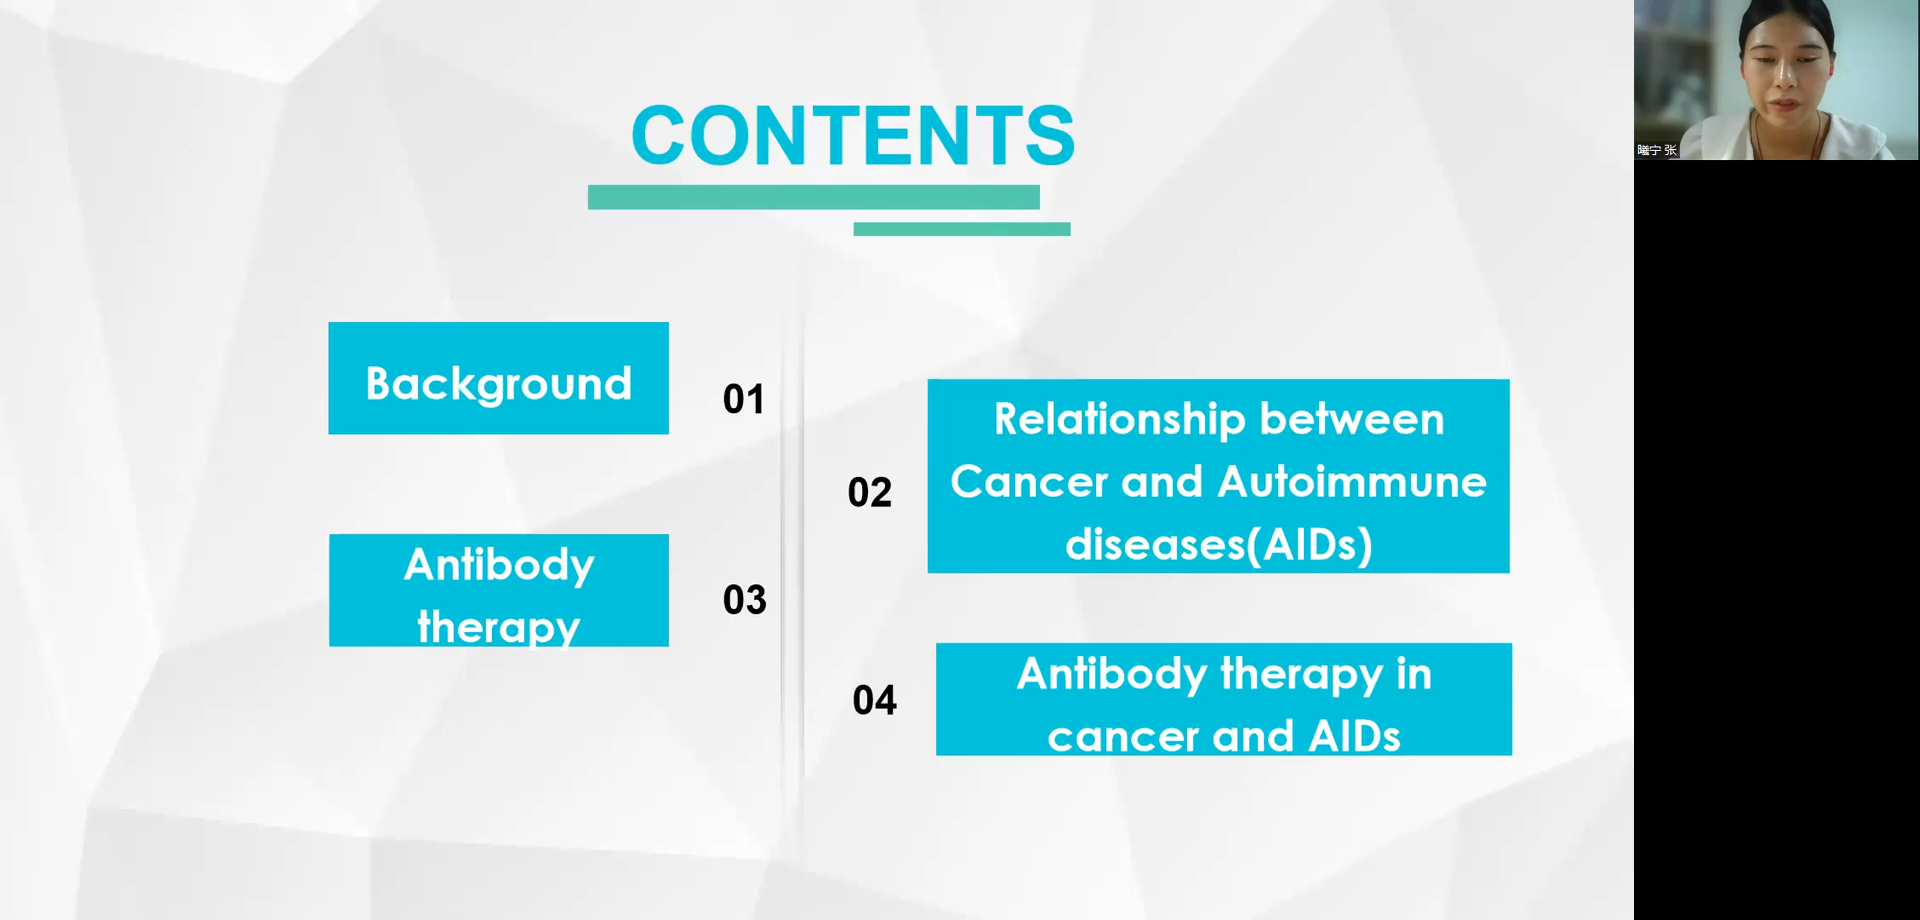 CONTENTS
Background
01
02
Relationship between
Cancer and Autoimmune
diseases(AIDs)
Antibody
therapy
03
04
Antibody therapy in
cancer and AIDs
曦宁 张